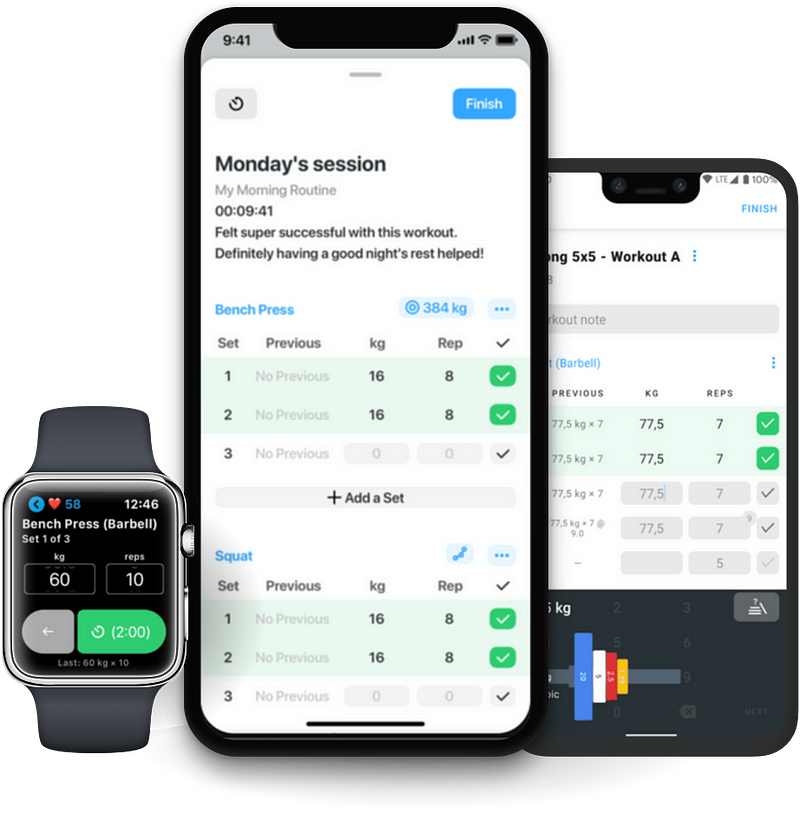 9:41
Finish
Monday's session
My Morning Routine
00:09:41
Felt super successful with this workout.
Definitely having a good night's rest helped!
Bench Press 384 kg
Set Previous kg Rep
1 No Previous 16 8
2 No Previous 16 8
3 No Previous 0 0
+ Add a Set
Squat
Set Previous kg Rep
1 No Previous 16 8
2 No Previous 16 8
3 No Previous 0 0
58 12:46
Bench Press (Barbell)
Set 1 of 3
kg reps
60 10
← (2:00)
Last: 60 kg × 10
LTE 100%
FINISH
ong 5x5 - Workout A
8
rkout note
t (Barbell)
PREVIOUS KG REPS
77,5 kg × 7 77,5 7
77,5 kg × 7 77,5 7
77,5 kg × 7 77,5 7
9
77,5 kg × 7 @ 9.0 77,5 7
– 5
5 kg 2 3
5 6
20 5 2,5 9
0 NEXT